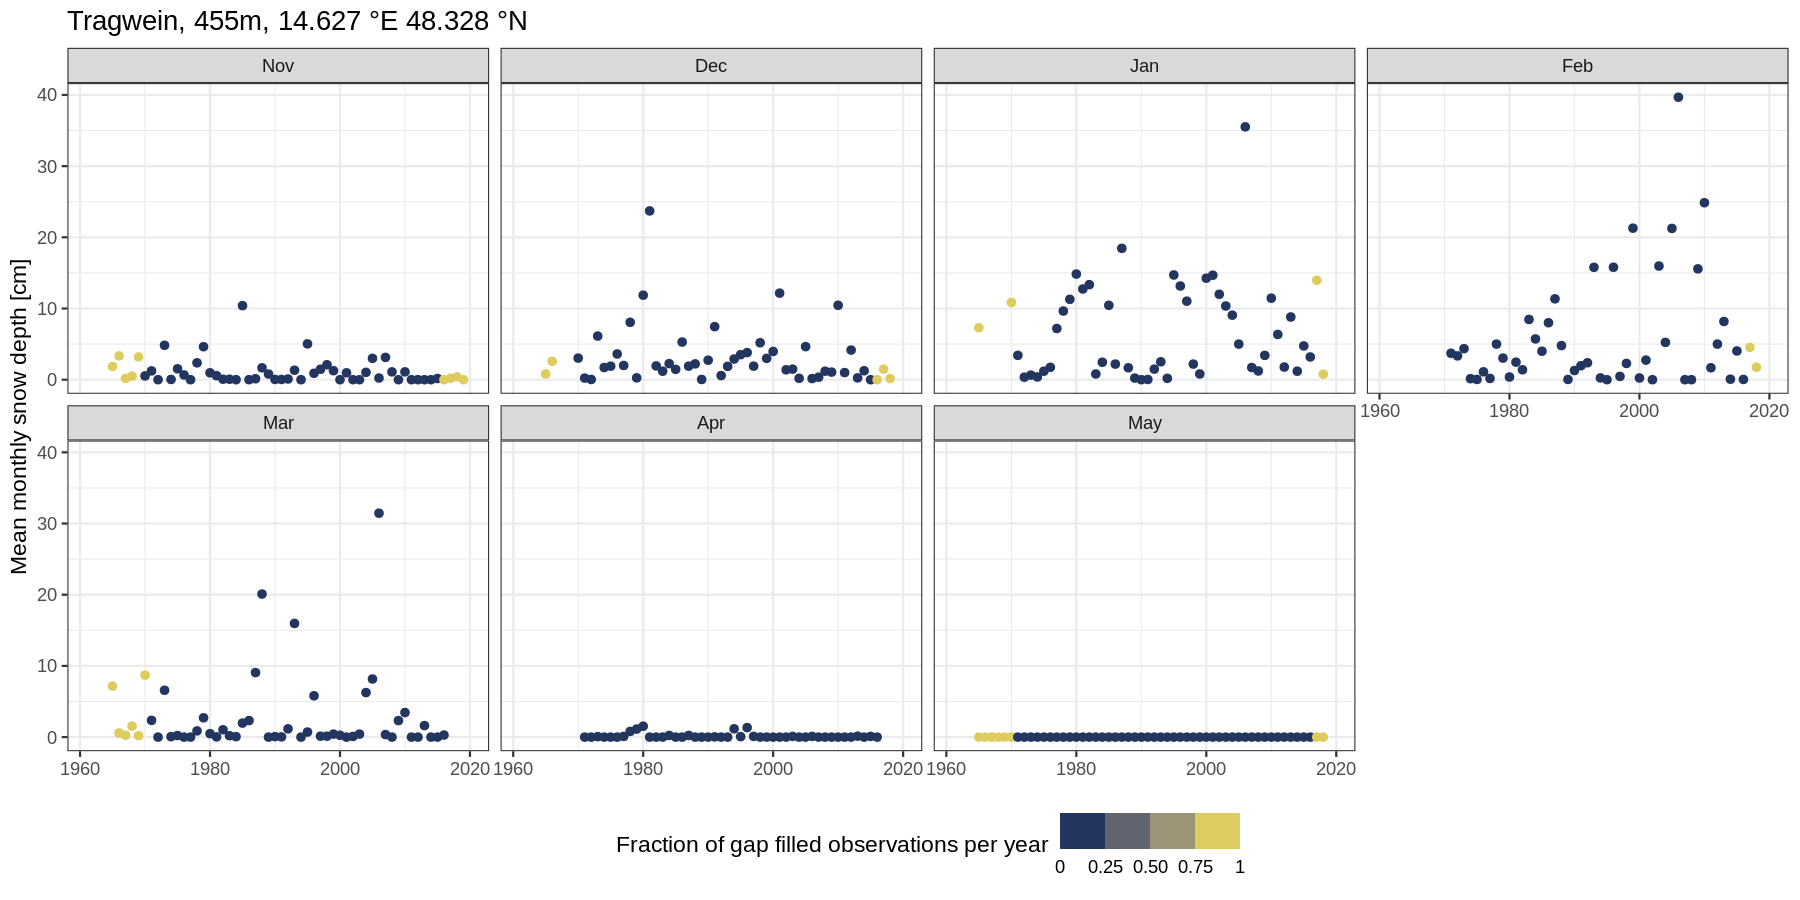 Tragwein, 455m, 14.627 °E 48.328 °N
Nov Dec Jan Feb
40
30
20
10
0
1960 1980 2000 2020
Mean monthly snow depth [cm]
Mar Apr May
40
30
20
10
0
1960 1980 2000 2020 1960 1980 2000 2020 1960 1980 2000 2020
Fraction of gap filled observations per year
0 0.25 0.50 0.75 1